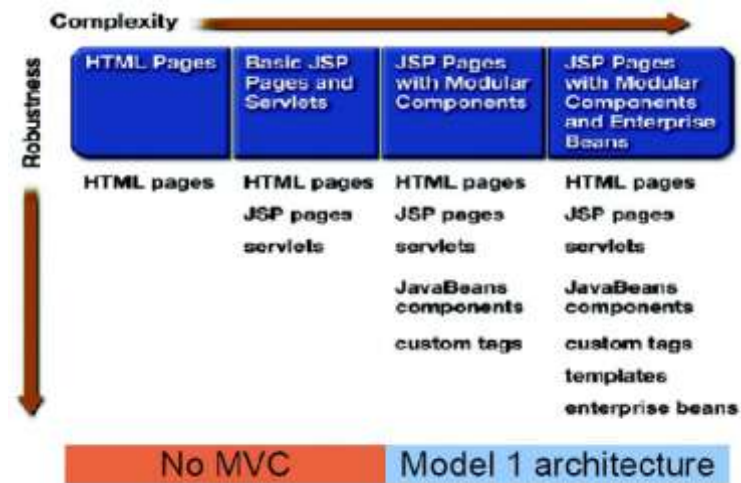 Complexity
Robustness
HTML Pages
Basic JSP
Pages and
Servlets
JSP Pages
with Modular
Components
JSP Pages
with Modular
Components
and Enterprise
Beans
HTML pages
HTML pages
JSP pages
servlets
HTML pages
JSP pages
servlets
JavaBeans
components
custom tags
HTML pages
JSP pages
servlets
JavaBeans
components
custom tags
templates
enterprise beans
No MVC
Model 1 architecture